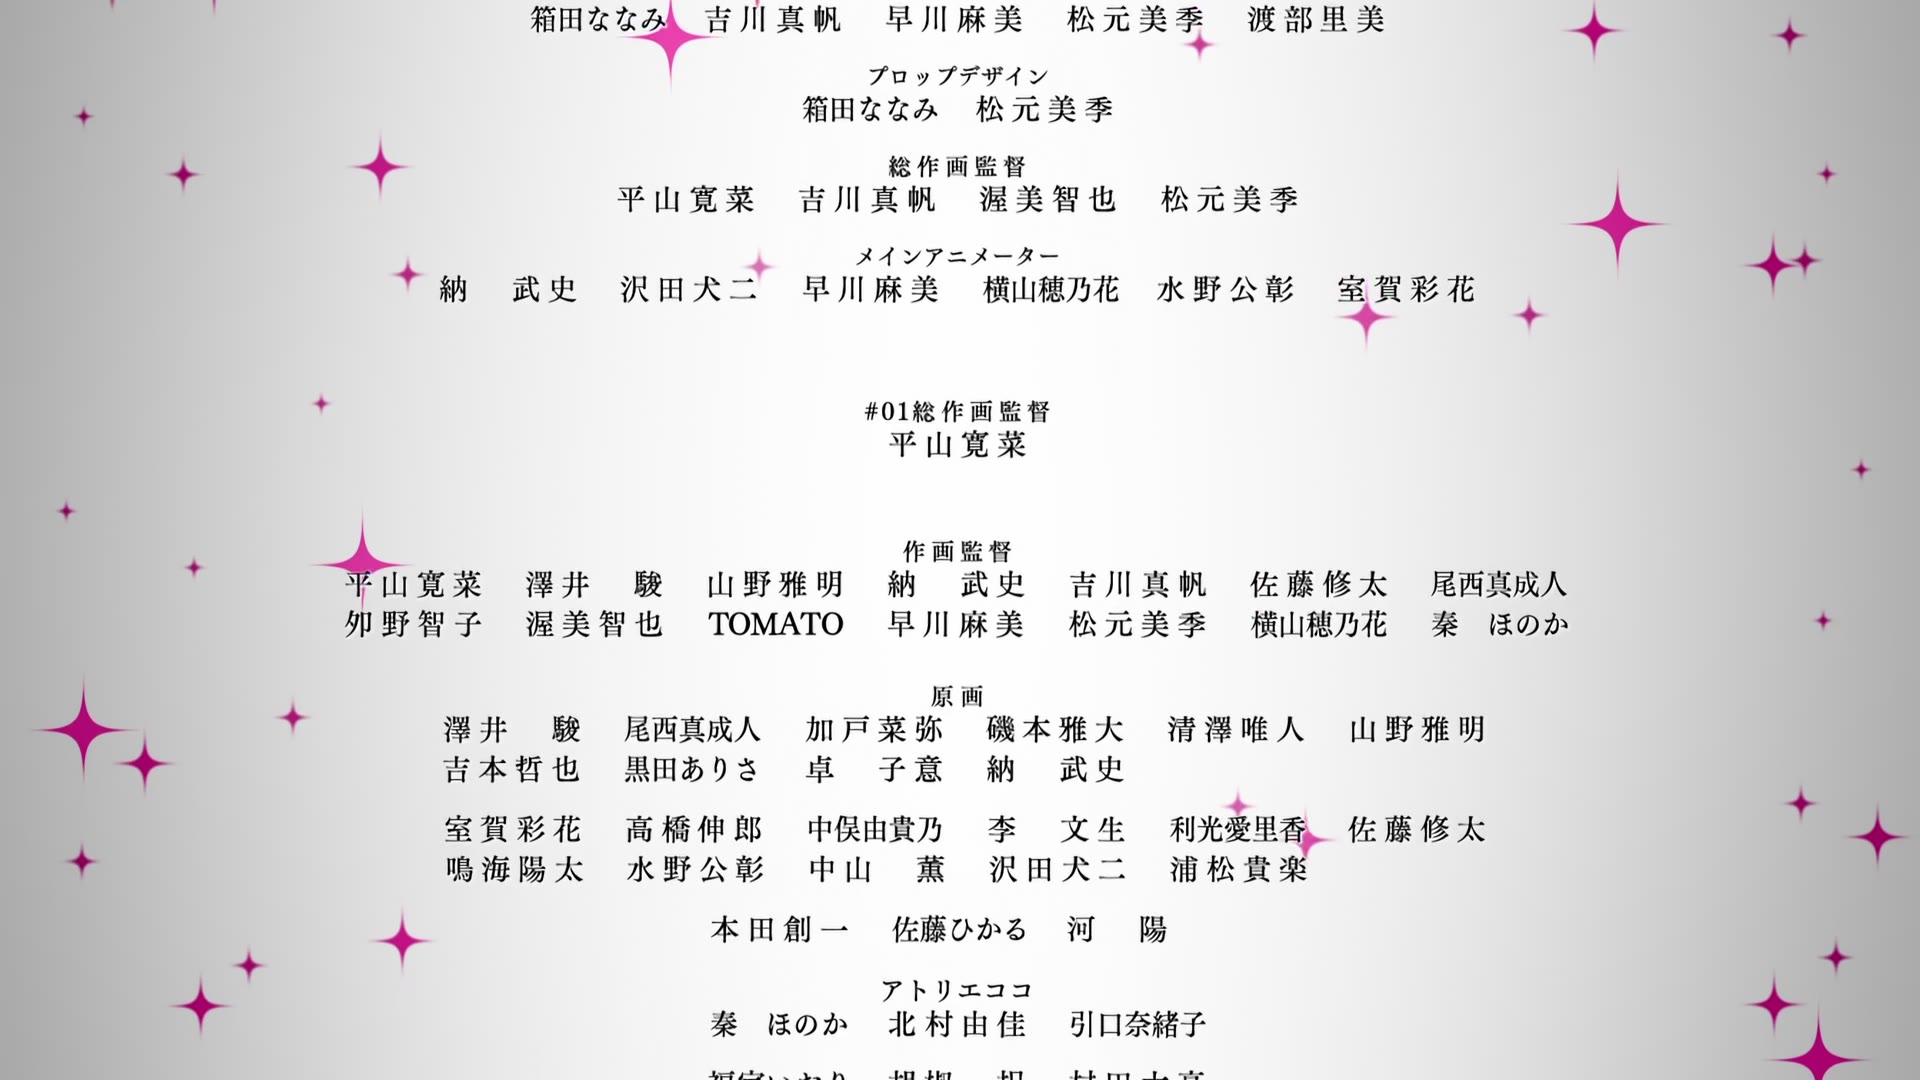 箱田ななみ 吉川真帆 早川麻美 松元美季 渡部里美
プロップデザイン
箱田ななみ 松元美季
総作画監督
平山寛菜 吉川真帆 渥美智也 松元美季
メインアニメーター
納 武史 沢田犬二 早川麻美 横山穂乃花 水野公彰 室賀彩花
#01総作画監督
平山寛菜
作画監督
平山寛菜 澤井 駿 山野雅明 納 武史 吉川真帆 佐藤修太 尾西真成人
夘野智子 渥美智也 TOMATO 早川麻美 松元美季 横山穂乃花 秦 ほのか
原画
澤井 駿 尾西真成人 加戸菜弥 磯本雅大 清澤唯人 山野雅明
吉本哲也 黒田ありさ 卓 子意 納 武史
室賀彩花 高橋伸郎 中俣由貴乃 李 文生 利光愛里香 佐藤修太
鳴海陽太 水野公彰 中山 薫 沢田犬二 浦松貴楽
本田創一 佐藤ひかる 河 陽
アトリエココ
秦 ほのか 北村由佳 引口奈緒子